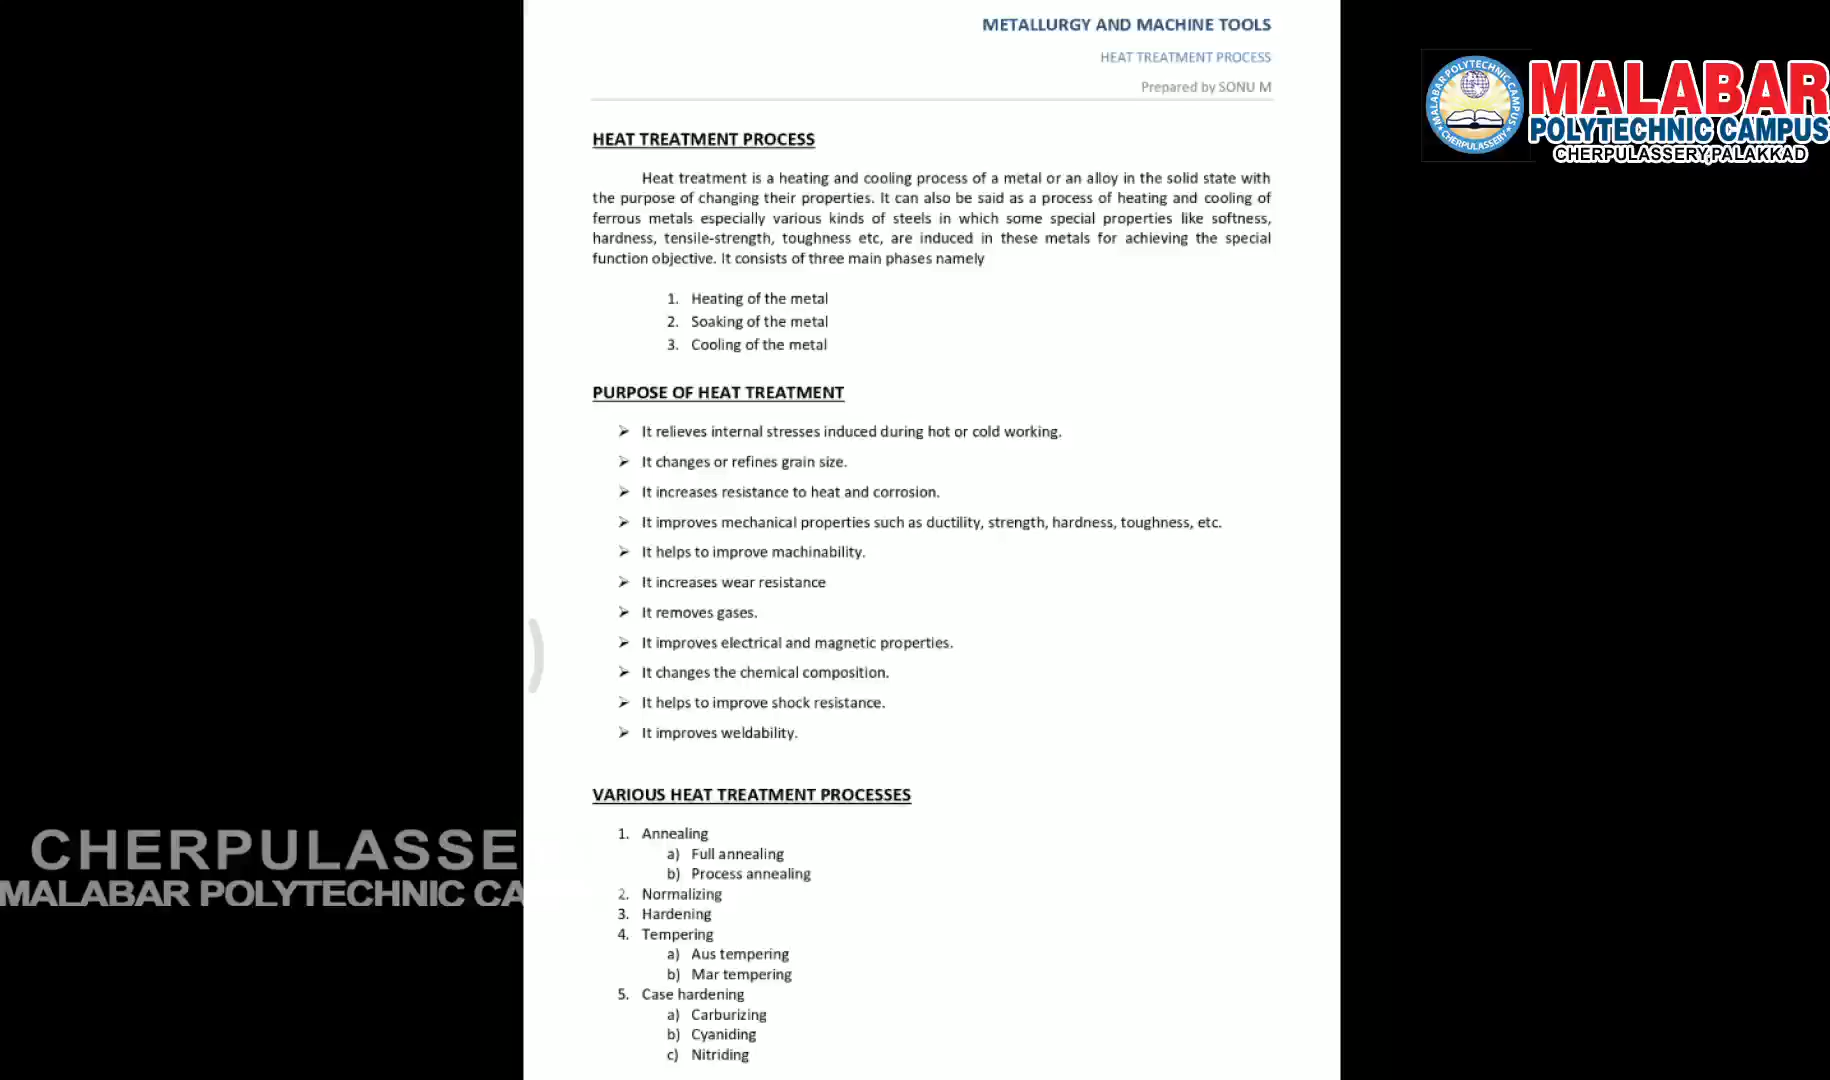 METALLURGY AND MACHINE TOOLS
HEAT TREATMENT PROCESS
Prepared by SONU M
MALABAR POLYTECHNIC CAMPUS
CHERPULASSERY
MALABAR
POLYTECHNIC CAMPUS
CHERPULASSERY,PALAKKAD
HEAT TREATMENT PROCESS
Heat treatment is a heating and cooling process of a metal or an alloy in the solid state with
the purpose of changing their properties. It can also be said as a process of heating and cooling of
ferrous metals especially various kinds of steels in which some special properties like softness,
hardness, tensile-strength, toughness etc, are induced in these metals for achieving the special
function objective. It consists of three main phases namely
1. Heating of the metal
2. Soaking of the metal
3. Cooling of the metal
PURPOSE OF HEAT TREATMENT
➢ It relieves internal stresses induced during hot or cold working.
➢ It changes or refines grain size.
➢ It increases resistance to heat and corrosion.
➢ It improves mechanical properties such as ductility, strength, hardness, toughness, etc.
➢ It helps to improve machinability.
➢ It increases wear resistance
➢ It removes gases.
➢ It improves electrical and magnetic properties.
➢ It changes the chemical composition.
➢ It helps to improve shock resistance.
➢ It improves weldability.
VARIOUS HEAT TREATMENT PROCESSES
1. Annealing
a) Full annealing
b) Process annealing
2. Normalizing
3. Hardening
4. Tempering
a) Aus tempering
b) Mar tempering
5. Case hardening
a) Carburizing
b) Cyaniding
c) Nitriding
CHERPULASSE
MALABAR POLYTECHNIC CA